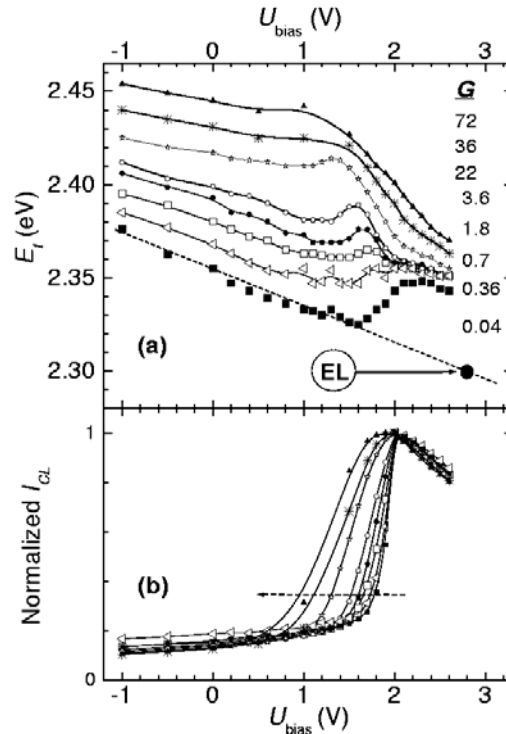 U_bias (V)
-1 0 1 2 3
2.45
2.40
2.35
2.30
E_t (eV)
G
72
36
22
3.6
1.8
0.7
0.36
0.04
(a)
EL
1
0
Normalized I_CL
(b)
-1 0 1 2 3
U_bias (V)